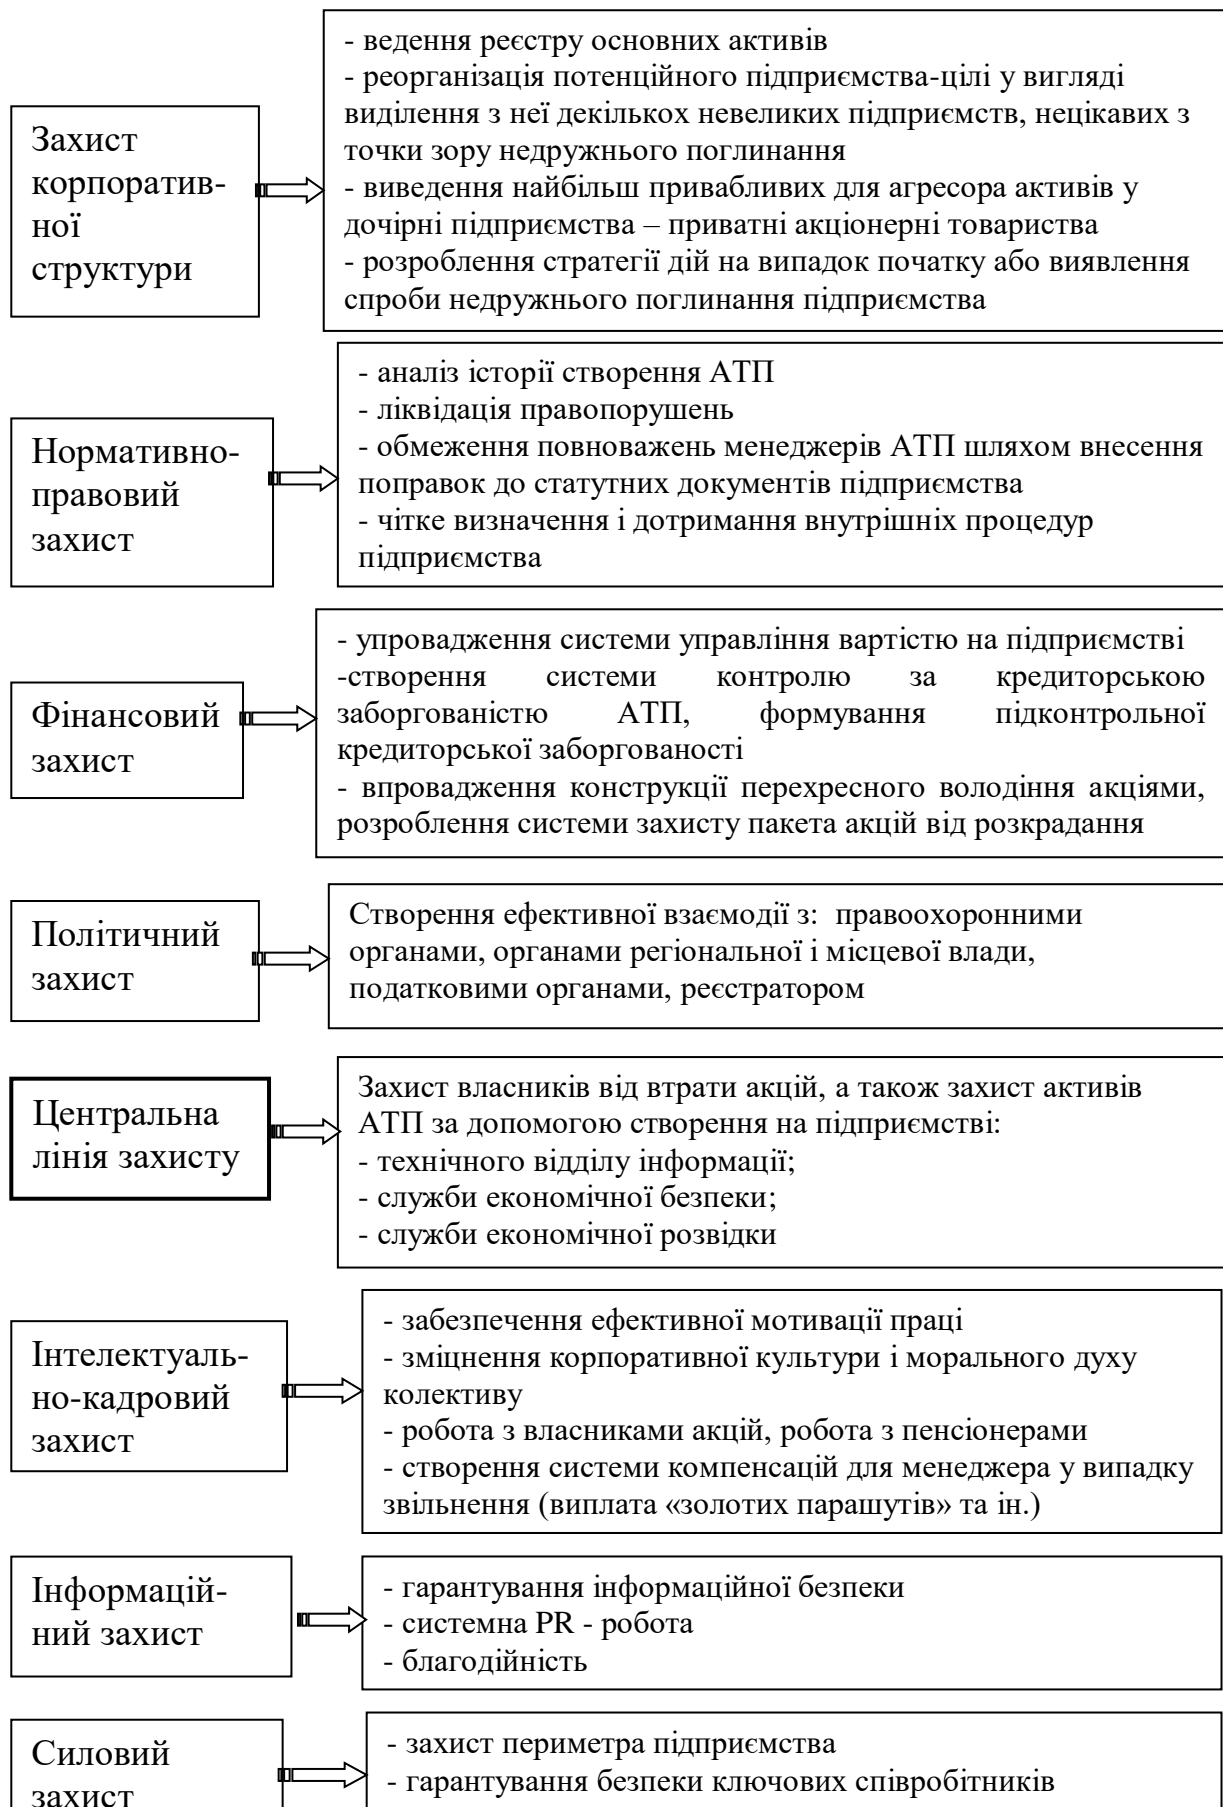 Захист
корпоратив-
ної
структури
- ведення реєстру основних активів
- реорганізація потенційного підприємства-цілі у вигляді
виділення з неї декількох невеликих підприємств, нецікавих з
точки зору недружнього поглинання
- виведення найбільш привабливих для агресора активів у
дочірні підприємства – приватні акціонерні товариства
- розроблення стратегії дій на випадок початку або виявлення
спроби недружнього поглинання підприємства
Нормативно-
правовий
захист
- аналіз історії створення АТП
- ліквідація правопорушень
- обмеження повноважень менеджерів АТП шляхом внесення
поправок до статутних документів підприємства
- чітке визначення і дотримання внутрішніх процедур
підприємства
Фінансовий
захист
- упровадження системи управління вартістю на підприємстві
-створення системи контролю за кредиторською
заборгованістю АТП, формування підконтрольної
кредиторської заборгованості
- впровадження конструкції перехресного володіння акціями,
розроблення системи захисту пакета акцій від розкрадання
Політичний
захист
Створення ефективної взаємодії з: правоохоронними
органами, органами регіональної і місцевої влади,
податковими органами, реєстратором
Центральна
лінія захисту
Захист власників від втрати акцій, а також захист активів
АТП за допомогою створення на підприємстві:
- технічного відділу інформації;
- служби економічної безпеки;
- служби економічної розвідки
Інтелектуаль-
но-кадровий
захист
- забезпечення ефективної мотивації праці
- зміцнення корпоративної культури і морального духу
колективу
- робота з власниками акцій, робота з пенсіонерами
- створення системи компенсацій для менеджера у випадку
звільнення (виплата «золотих парашутів» та ін.)
Інформацій-
ний захист
- гарантування інформаційної безпеки
- системна PR - робота
- благодійність
Силовий
захист
- захист периметра підприємства
- гарантування безпеки ключових співробітників